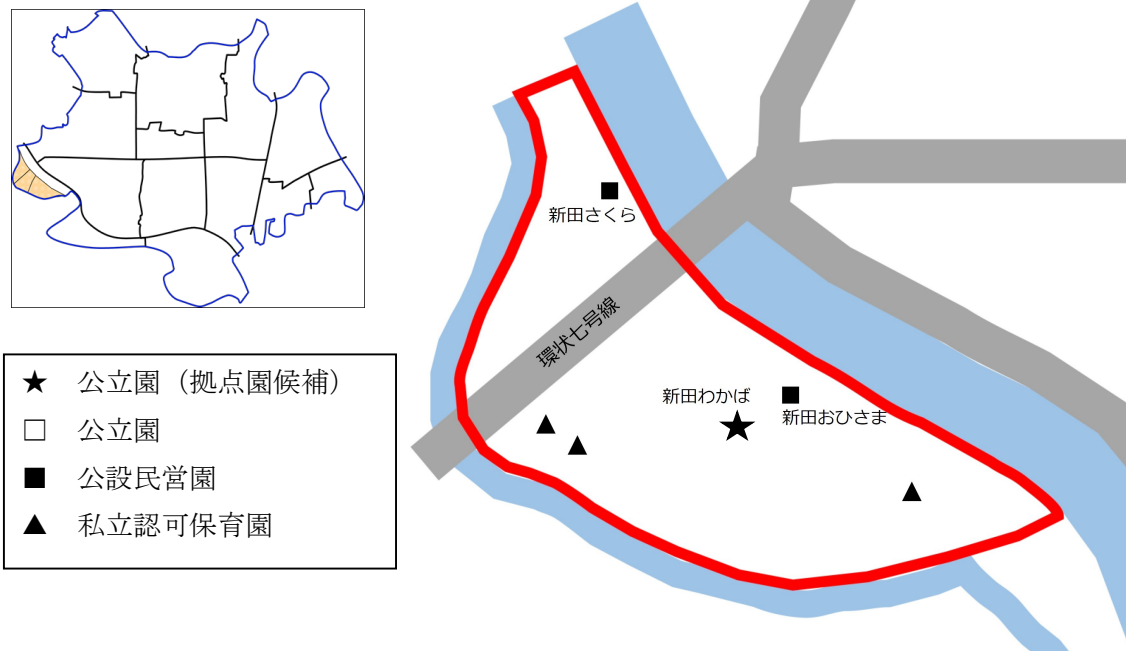 ★ 公立園（拠点園候補）
□ 公立園
■ 公設民営園
▲ 私立認可保育園
新田さくら
環状七号線
新田わかば
新田おひさま